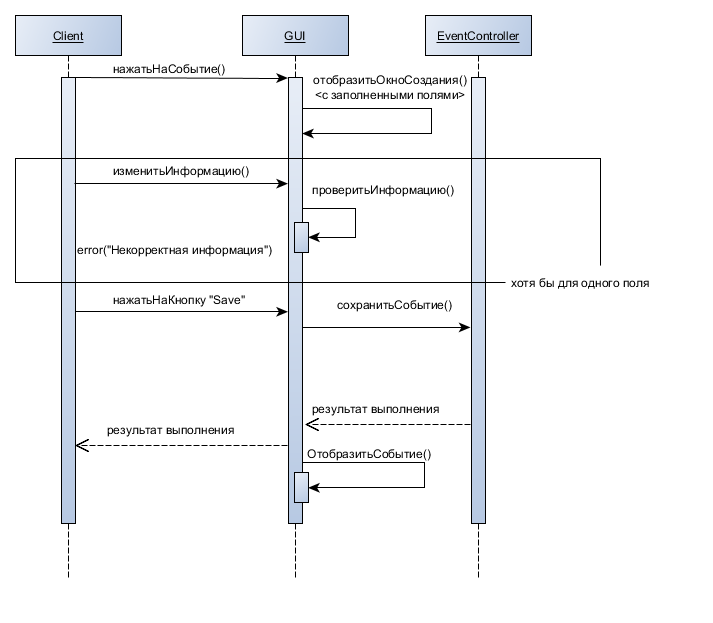 Client
GUI
EventController
нажатьНаСобытие()
отобразитьОкноСоздания()
<с заполненными полями>
изменитьИнформацию()
проверитьИнформацию()
error("Некорректная информация")
хотя бы для одного поля
нажатьНаКнопку "Save"
сохранитьСобытие()
результат выполнения
результат выполнения
ОтобразитьСобытие()